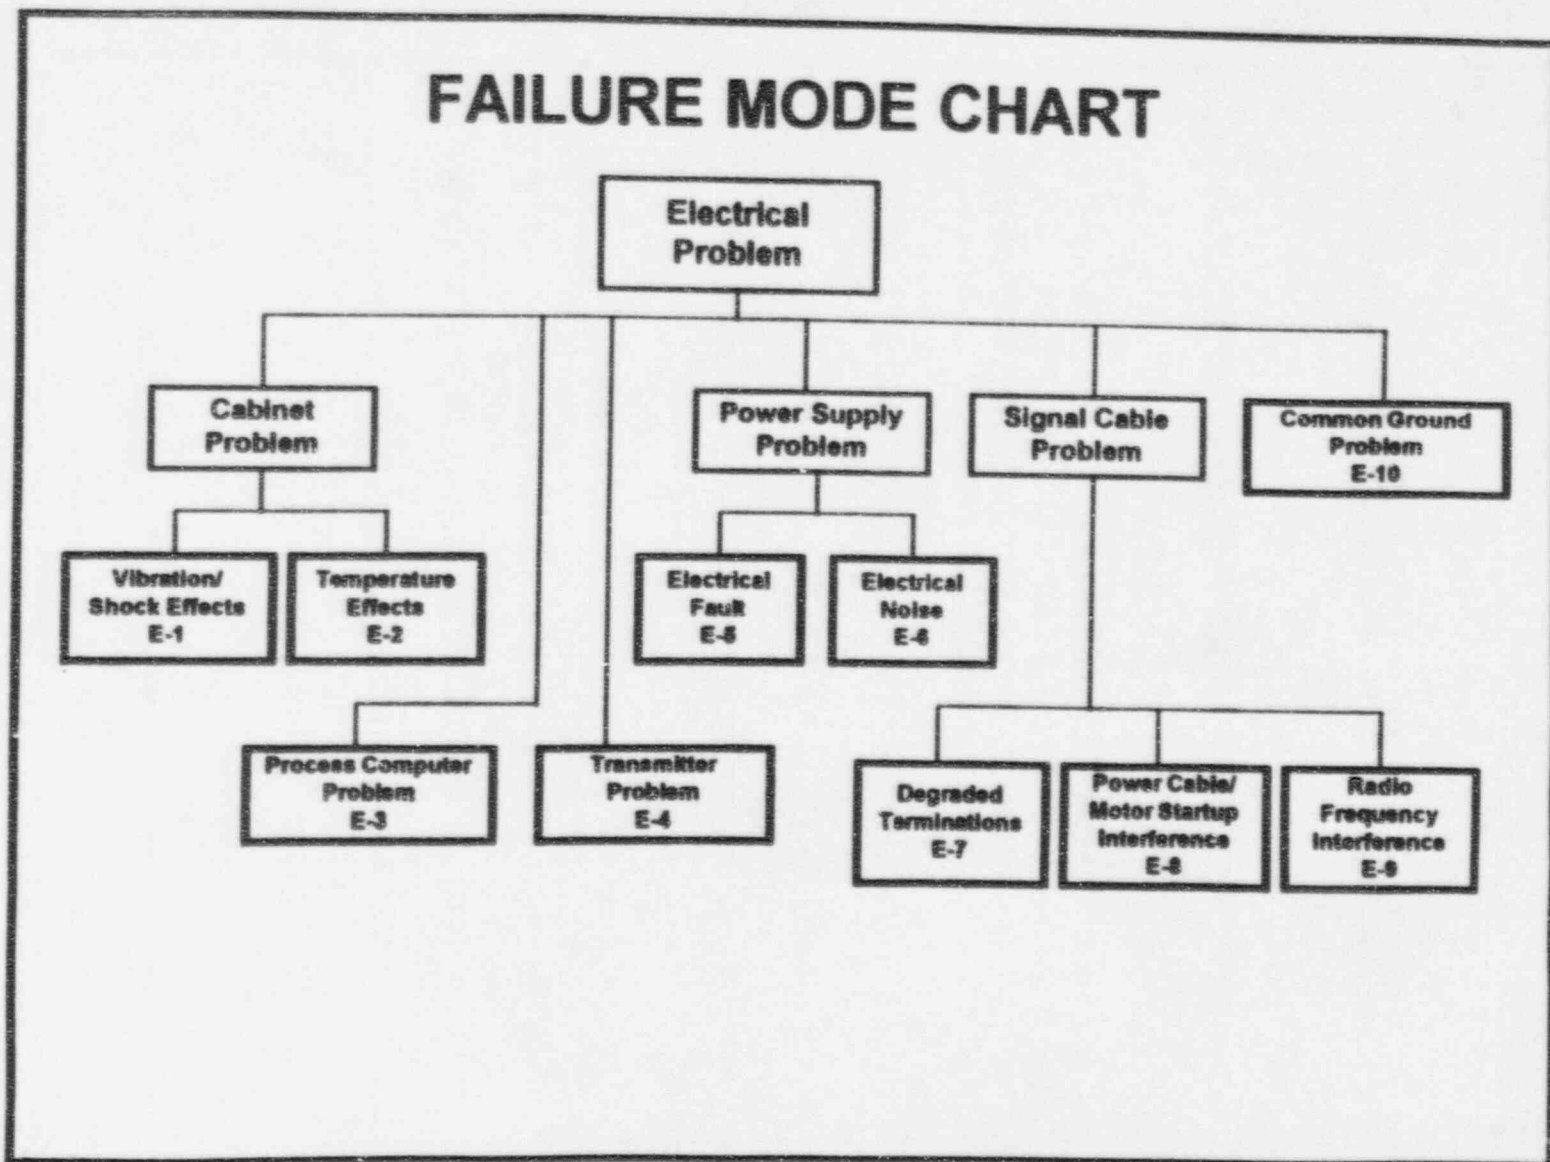 FAILURE MODE CHART
Electrical
Problem
Cabinet
Problem
Power Supply
Problem
Signal Cable
Problem
Common Ground
Problem
E-10
Vibration/
Shock Effects
E-1
Temperature
Effects
E-2
Electrical
Fault
E-5
Electrical
Noise
E-6
Process Computer
Problem
E-3
Transmitter
Problem
E-4
Degraded
Terminations
E-7
Power Cable/
Motor Startup
Interference
E-8
Radio
Frequency
Interference
E-9